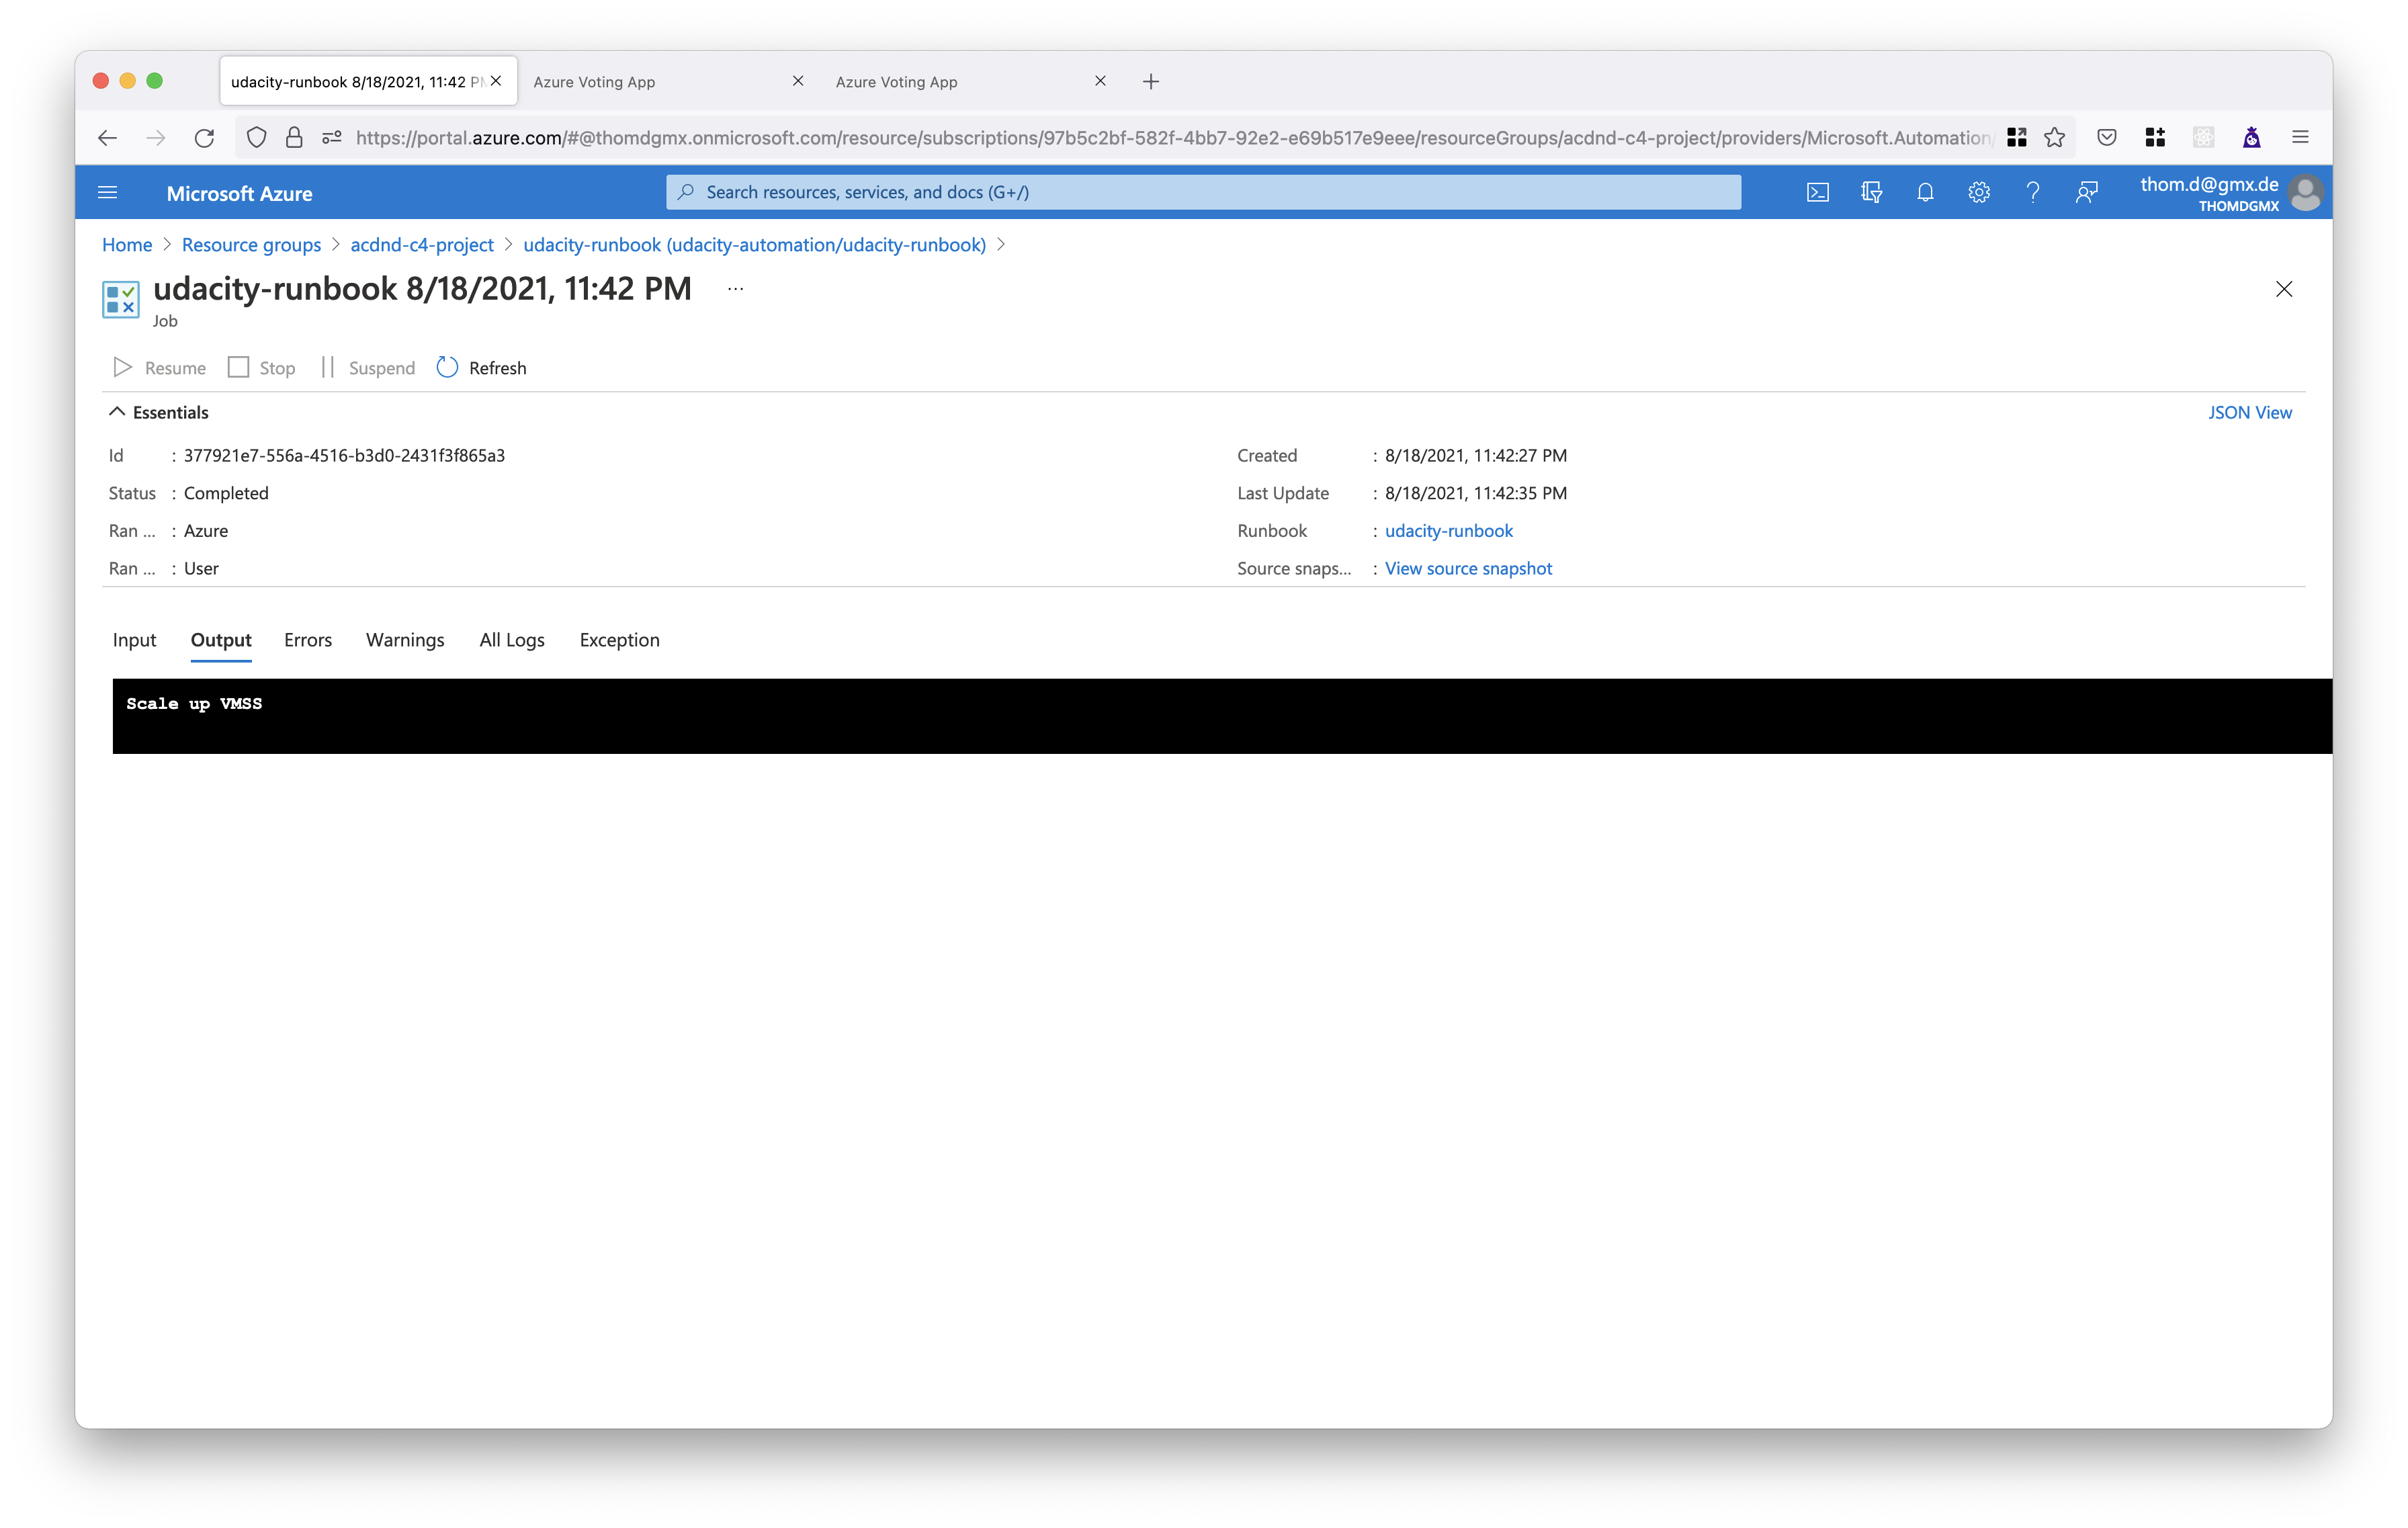 udacity-runbook 8/18/2021, 11:42 PM
Azure Voting App
Azure Voting App
https://portal.azure.com/#@thomdgmx.onmicrosoft.com/resource/subscriptions/97b5c2bf-582f-4bb7-92e2-e69b517e9eee/resourceGroups/acdnd-c4-project/providers/Microsoft.Automation/
Microsoft Azure
Search resources, services, and docs (G+/)
thom.d@gmx.de
THOMDGMX
Home > Resource groups > acdnd-c4-project > udacity-runbook (udacity-automation/udacity-runbook) >
udacity-runbook 8/18/2021, 11:42 PM ...
Job
Resume Stop Suspend Refresh
Essentials
JSON View
Id : 377921e7-556a-4516-b3d0-2431f3f865a3
Status : Completed
Ran ... : Azure
Ran ... : User
Created : 8/18/2021, 11:42:27 PM
Last Update : 8/18/2021, 11:42:35 PM
Runbook : udacity-runbook
Source snaps... : View source snapshot
Input Output Errors Warnings All Logs Exception
Scale up VMSS